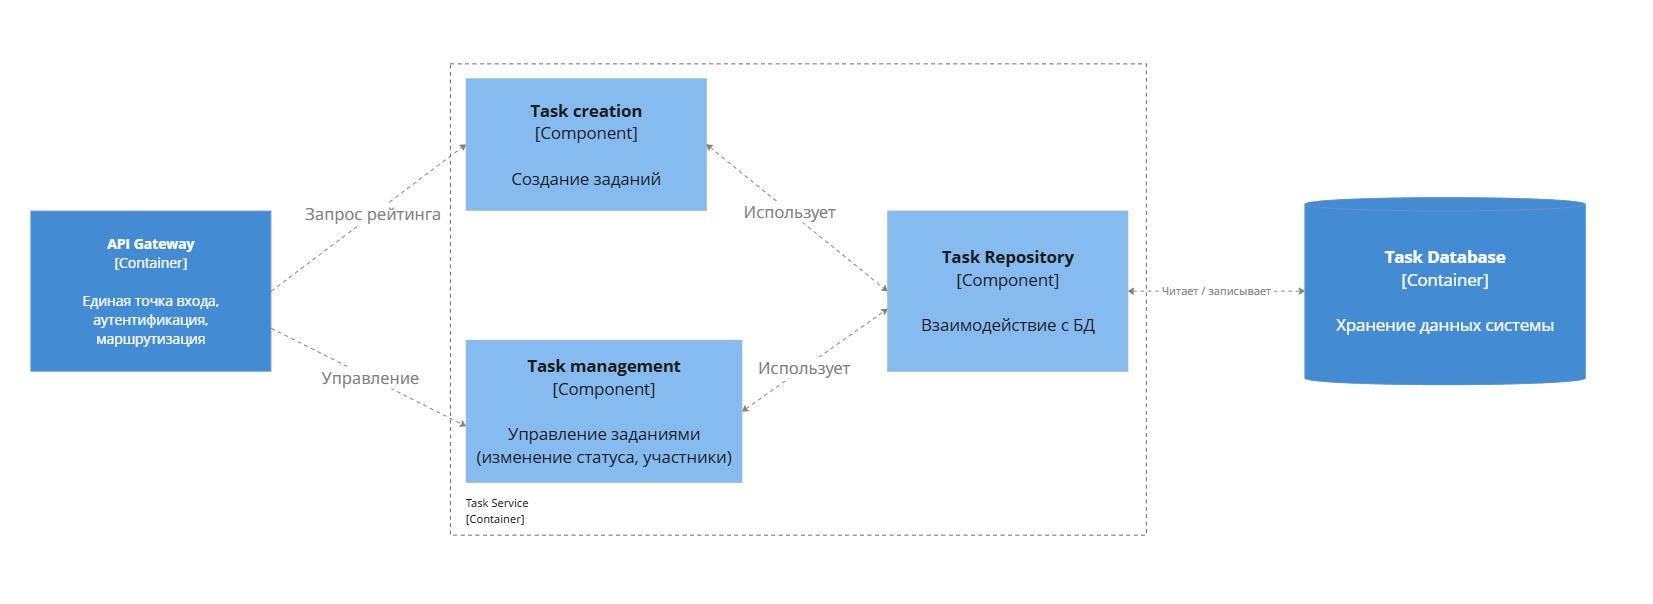 API Gateway
[Container]
Единая точка входа,
аутентификация,
маршрутизация
Запрос рейтинга
Управление
Task creation
[Component]
Создание заданий
Task management
[Component]
Управление заданиями
(изменение статуса, участники)
Task Service
[Container]
Использует
Использует
Task Repository
[Component]
Взаимодействие с БД
Читает / записывает
Task Database
[Container]
Хранение данных системы